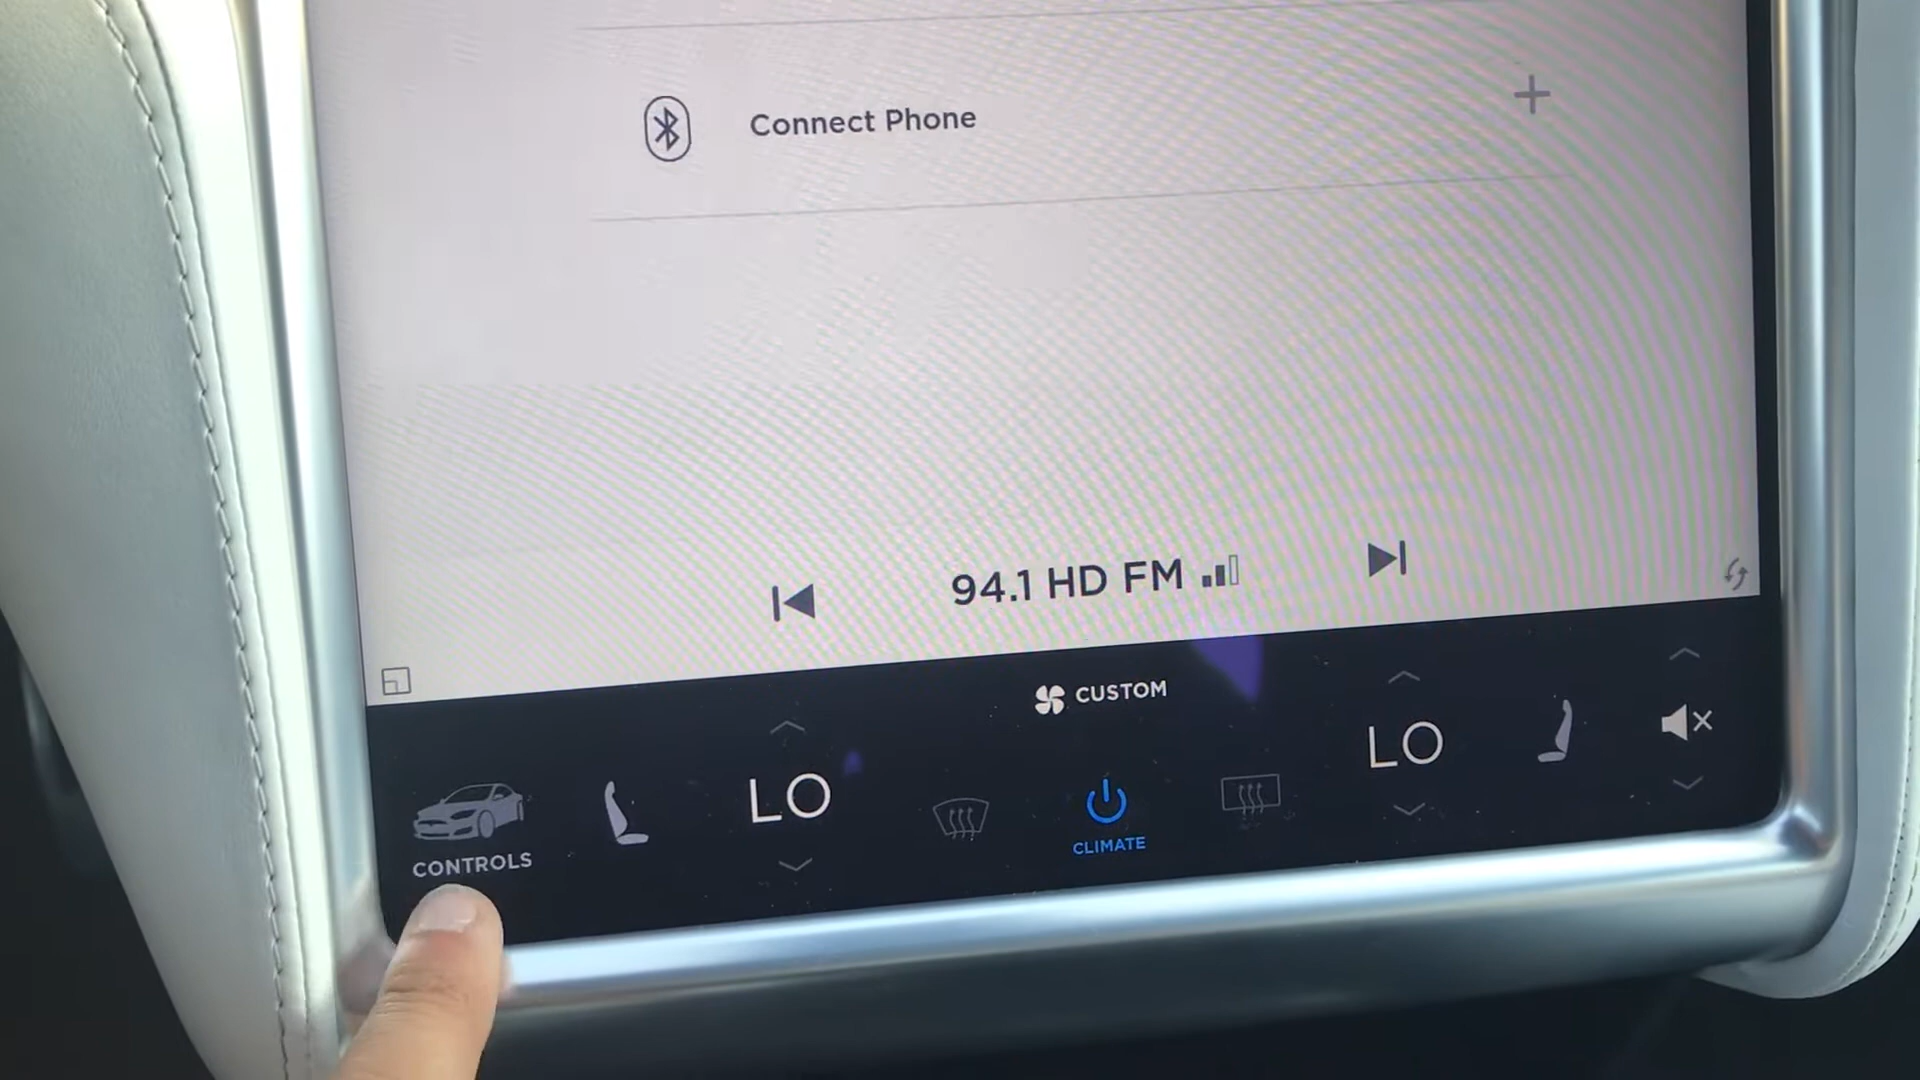 Connect Phone
94.1 HD FM
CUSTOM
LO
LO
CLIMATE
CONTROLS